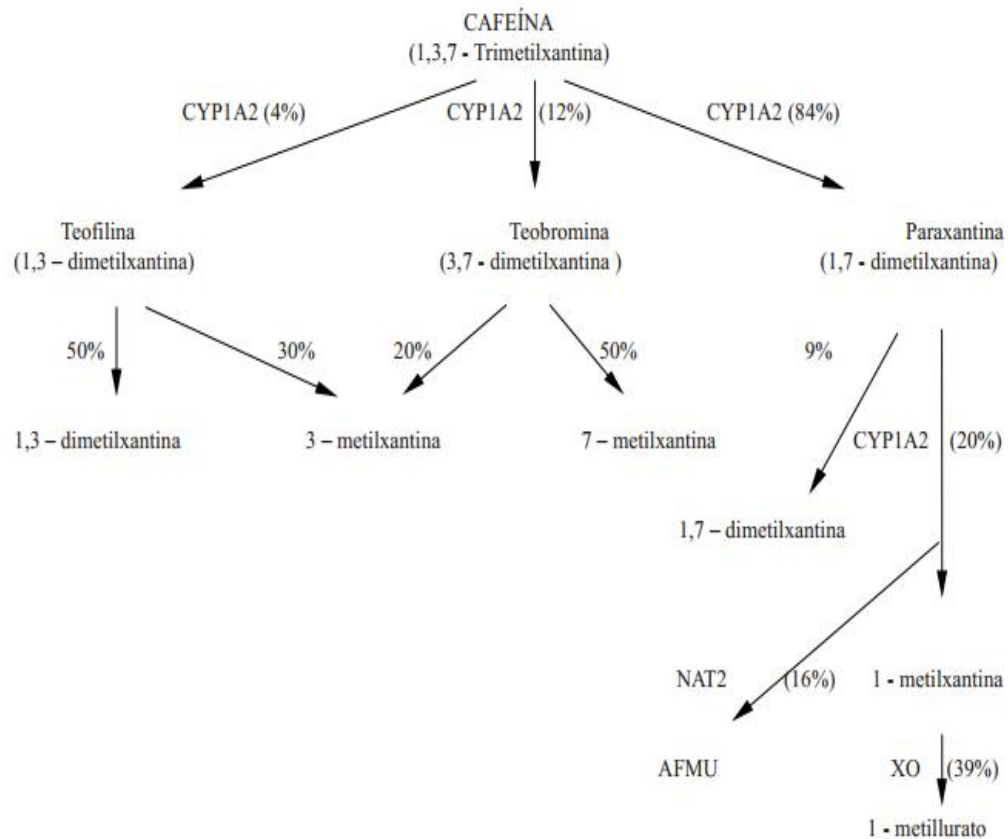 CAFEÍNA
(1,3,7 - Trimetilxantina)
CYP1A2 (4%) CYP1A2 (12%) CYP1A2 (84%)
Teofilina Teobromina Paraxantina
(1,3 – dimetilxantina) (3,7 - dimetilxantina ) (1,7 - dimetilxantina)
50% 30% 20% 50% 9%
1,3 – dimetilxantina 3 – metilxantina 7 – metilxantina CYP1A2 (20%)
1,7 – dimetilxantina
NAT2 (16%) 1 - metilxantina
AFMU XO (39%)
1 - metillurato